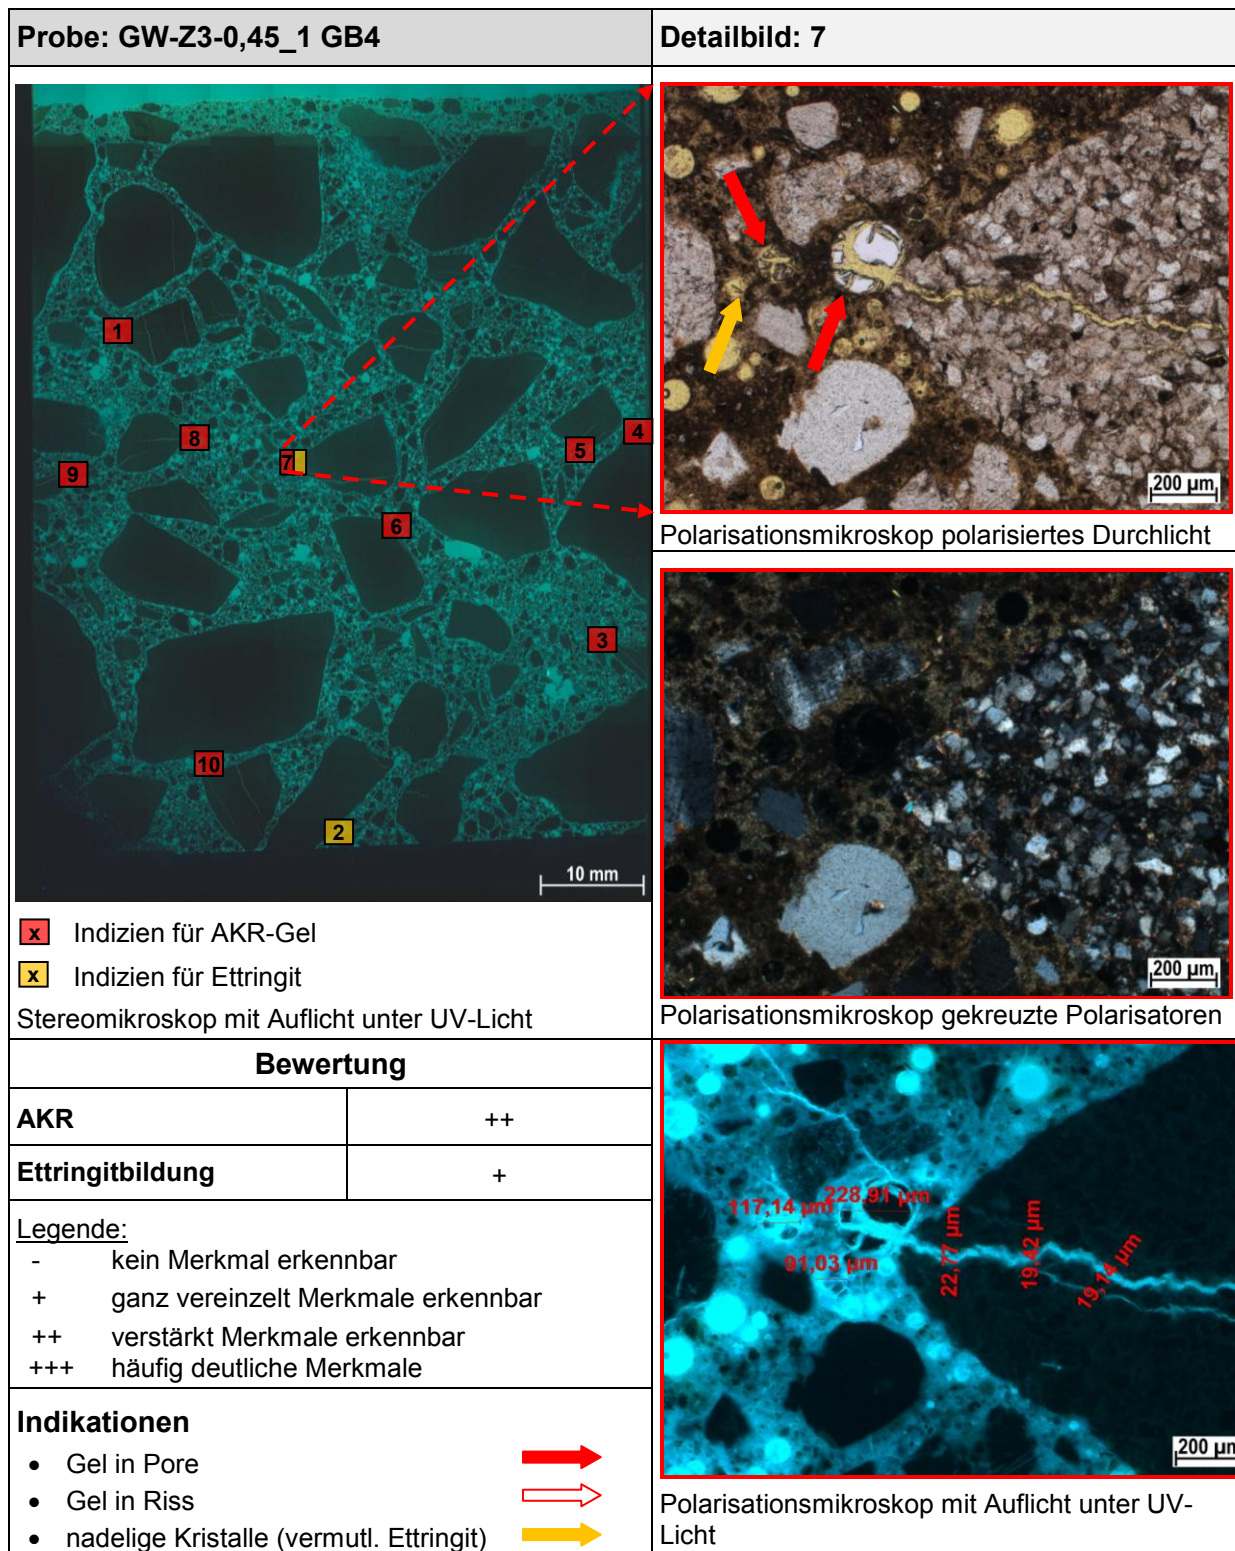 Probe: GW-Z3-0,45_1 GB4
Detailbild: 7
1
8
9
7
5
4
6
3
10
2
10 mm
x Indizien für AKR-Gel
x Indizien für Ettringit
Stereomikroskop mit Auflicht unter UV-Licht
200 µm
Polarisationsmikroskop polarisiertes Durchlicht
200 µm
Polarisationsmikroskop gekreuzte Polarisatoren
Bewertung
AKR ++
Ettringitbildung +
Legende:
- kein Merkmal erkennbar
+ ganz vereinzelt Merkmale erkennbar
++ verstärkt Merkmale erkennbar
+++ häufig deutliche Merkmale
Indikationen
• Gel in Pore
• Gel in Riss
• nadelige Kristalle (vermutl. Ettringit)
117,14 µm
228,91 µm
91,03 µm
22,77 µm
19,42 µm
19,14 µm
200 µm
Polarisationsmikroskop mit Auflicht unter UV-
Licht